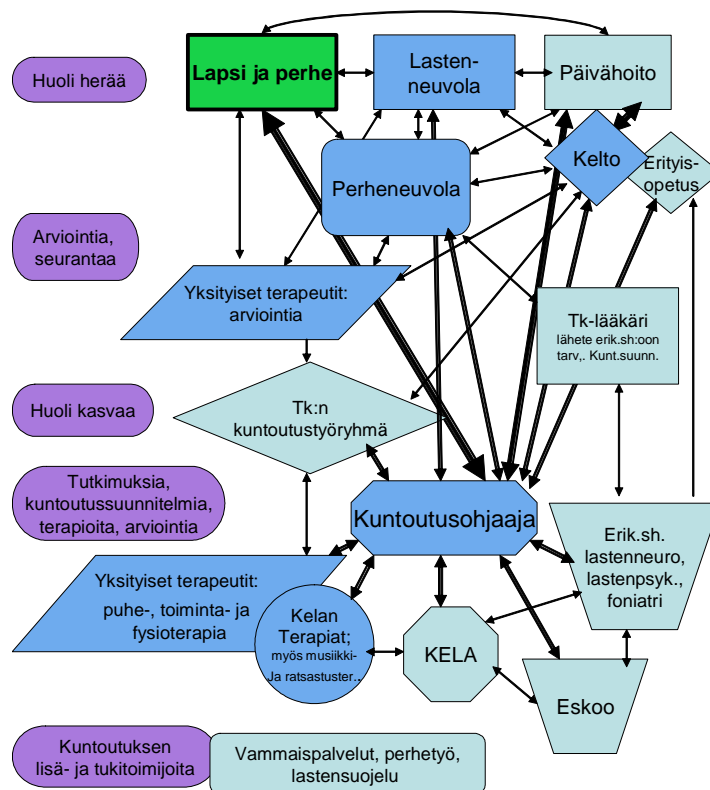 Huoli herää
Lapsi ja perhe
Lasten-
neuvola
Päivähoito
Kelto
Erityis-
opetus
Perheneuvola
Arviointia,
seurantaa
Yksityiset terapeutit:
arviointia
Tk-lääkäri
lähete erik.sh:oon
tarv,. Kunt.suunn.
Huoli kasvaa
Tk:n
kuntoutustyöryhmä
Tutkimuksia,
kuntoutussuunnitelmia,
terapioita, arviointia
Kuntoutusohjaaja
Erik.sh.
lastenneuro,
lastenpsyk.,
foniatri
Yksityiset terapeutit:
puhe-, toiminta- ja
fysioterapia
Kelan
Terapiat;
myös musiikki-
Ja ratsastuster..
KELA
Eskoo
Kuntoutuksen
lisä- ja tukitoimijoita
Vammaispalvelut, perhetyö,
lastensuojelu